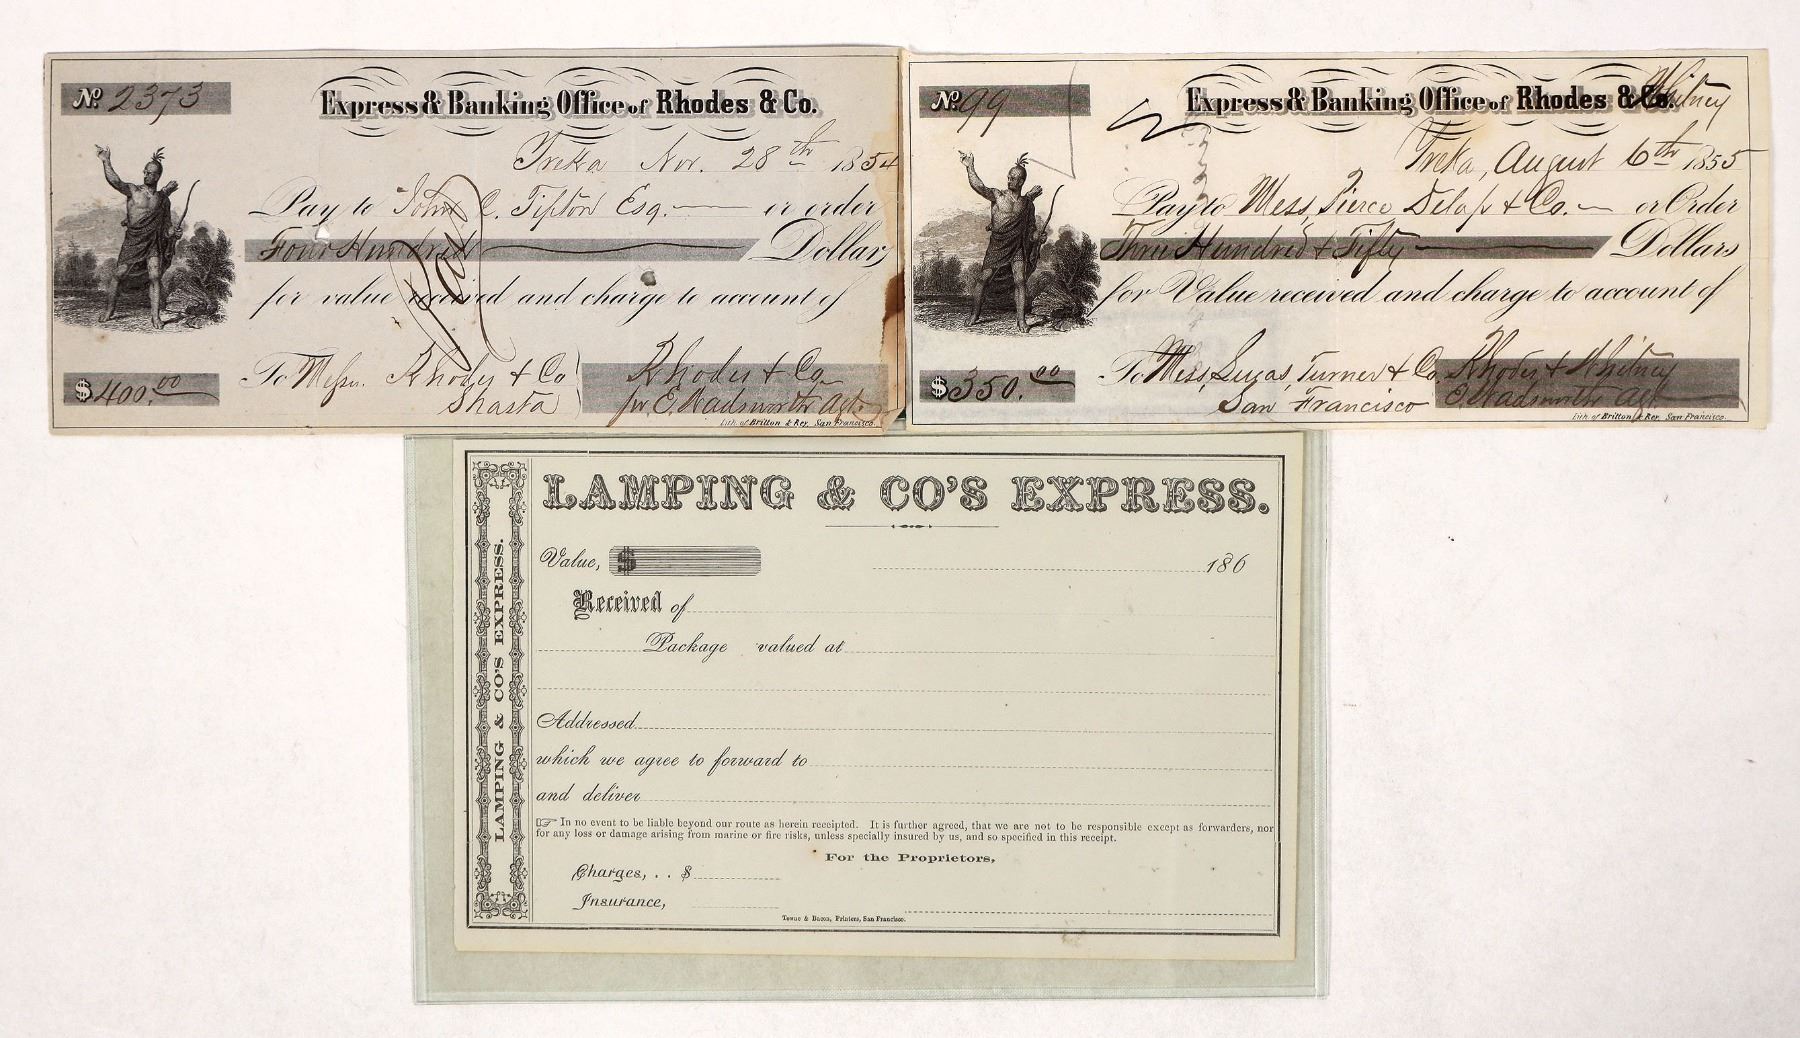 No. 2373
Express & Banking Office of Rhodes & Co.
Yreka Nov. 28th 1854
Pay to John C. Tipton Esq. or order
Four Hundred Dollars
for value received and charge to account of
Paid
To Messrs. Rhodes & Co
Shasta
$400.00
Rhodes & Co
for E. Wadsworth Agt.
Lith. of Britton & Rey. San Francisco.
No. 99
Express & Banking Office of Rhodes & Co. Whitney
Yreka, August 6th 1855
Pay to Mess, Pierce Delap & Co. or Order
Three Hundred & Fifty Dollars
for Value received and charge to account of
To Mess, Lucas, Turner & Co,
San Francisco
$350.00
Rhodes & Whitney
E. Wadsworth Agt
Lith. of Britton & Rey. San Francisco.
LAMPING & CO'S EXPRESS.
LAMPING & CO'S EXPRESS.
Value, $ 186
Received of
Package valued at
Addressed
which we agree to forward to
and deliver
☞ In no event to be liable beyond our route as herein receipted. It is further agreed, that we are not to be responsible except as forwarders, nor
for any loss or damage arising from marine or fire risks, unless specially insured by us, and so specified in this receipt.
For the Proprietors,
Charges, . . $
Insurance,
Towne & Bacon, Printers, San Francisco.